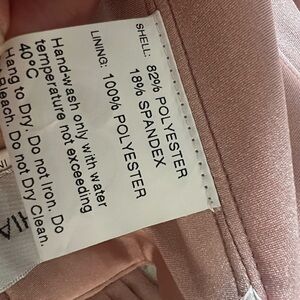 SHELL: 82% POLYESTER
18% SPANDEX
LINING: 100% POLYESTER
Hand-wash only with water
temperature not exceeding
40°C
Hang to Dry. Do not Iron. Do
Bleach. Do not Dry Clean.